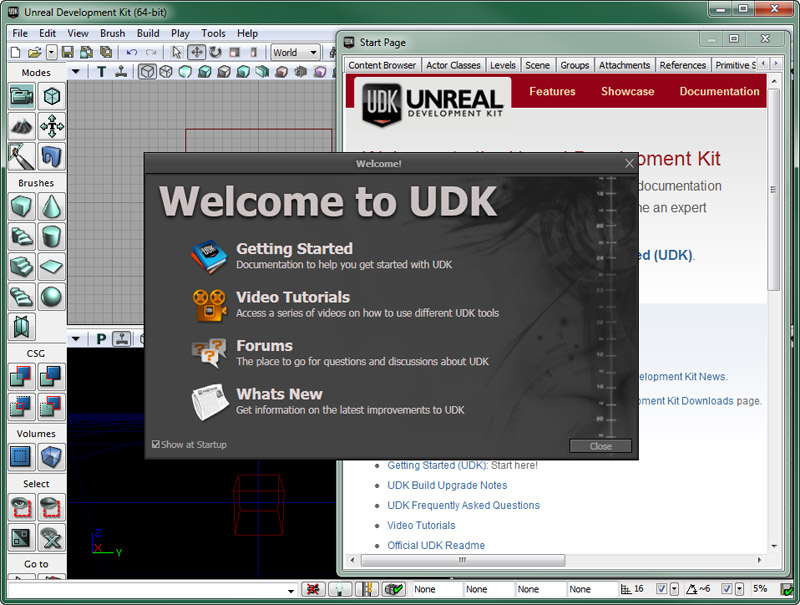 Unreal Development Kit (64-bit)
File Edit View Brush Build Play Tools Help
World
Modes
Brushes
CSG
Volumes
Select
Go to
T
P
Z
X
Y
Start Page
Content Browser Actor Classes Levels Scene Groups Attachments References Primitive S
UDK UNREAL
DEVELOPMENT KIT
Features Showcase Documentation
opment Kit
documentation
me an expert
d (UDK).
Welcome!
Welcome to UDK
Getting Started
Documentation to help you get started with UDK
Video Tutorials
Access a series of videos on how to use different UDK tools
Forums
The place to go for questions and discussions about UDK
Whats New
Get information on the latest improvements to UDK
Show at Startup
Close
elopment Kit News.
ment Kit Downloads page.
Getting Started (UDK): Start here!
UDK Build Upgrade Notes
UDK Frequently Asked Questions
Video Tutorials
Official UDK Readme
None None None None 16 ~6 5%